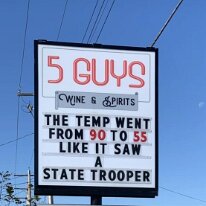 5 GUYS
WINE & SPIRITS
THE TEMP WENT
FROM 90 TO 55
LIKE IT SAW
A
STATE TROOPER